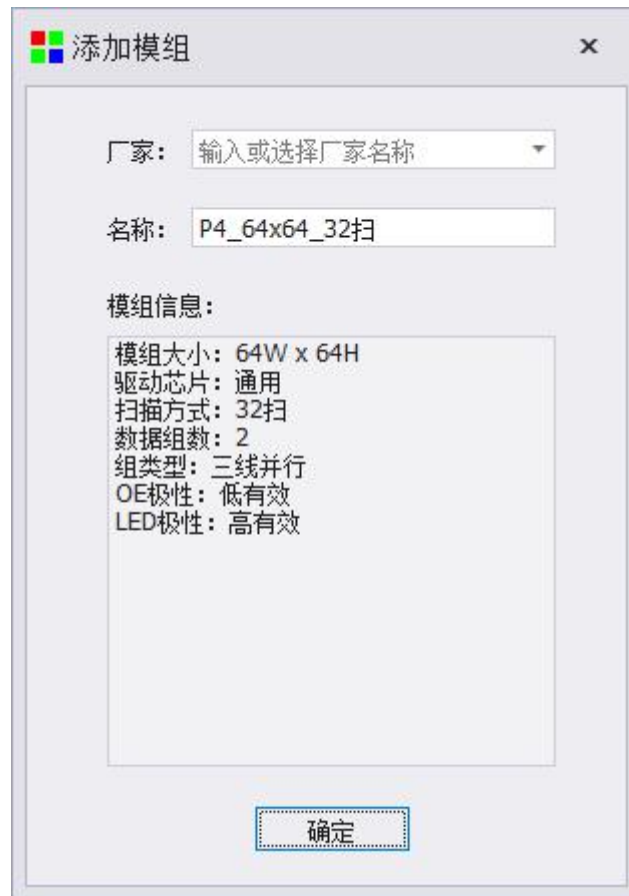 添加模组
厂家： 输入或选择厂家名称
名称： P4_64x64_32扫
模组信息：
模组大小：64W x 64H
驱动芯片：通用
扫描方式：32扫
数据组数：2
组类型：三线并行
OE极性：低有效
LED极性：高有效
确定